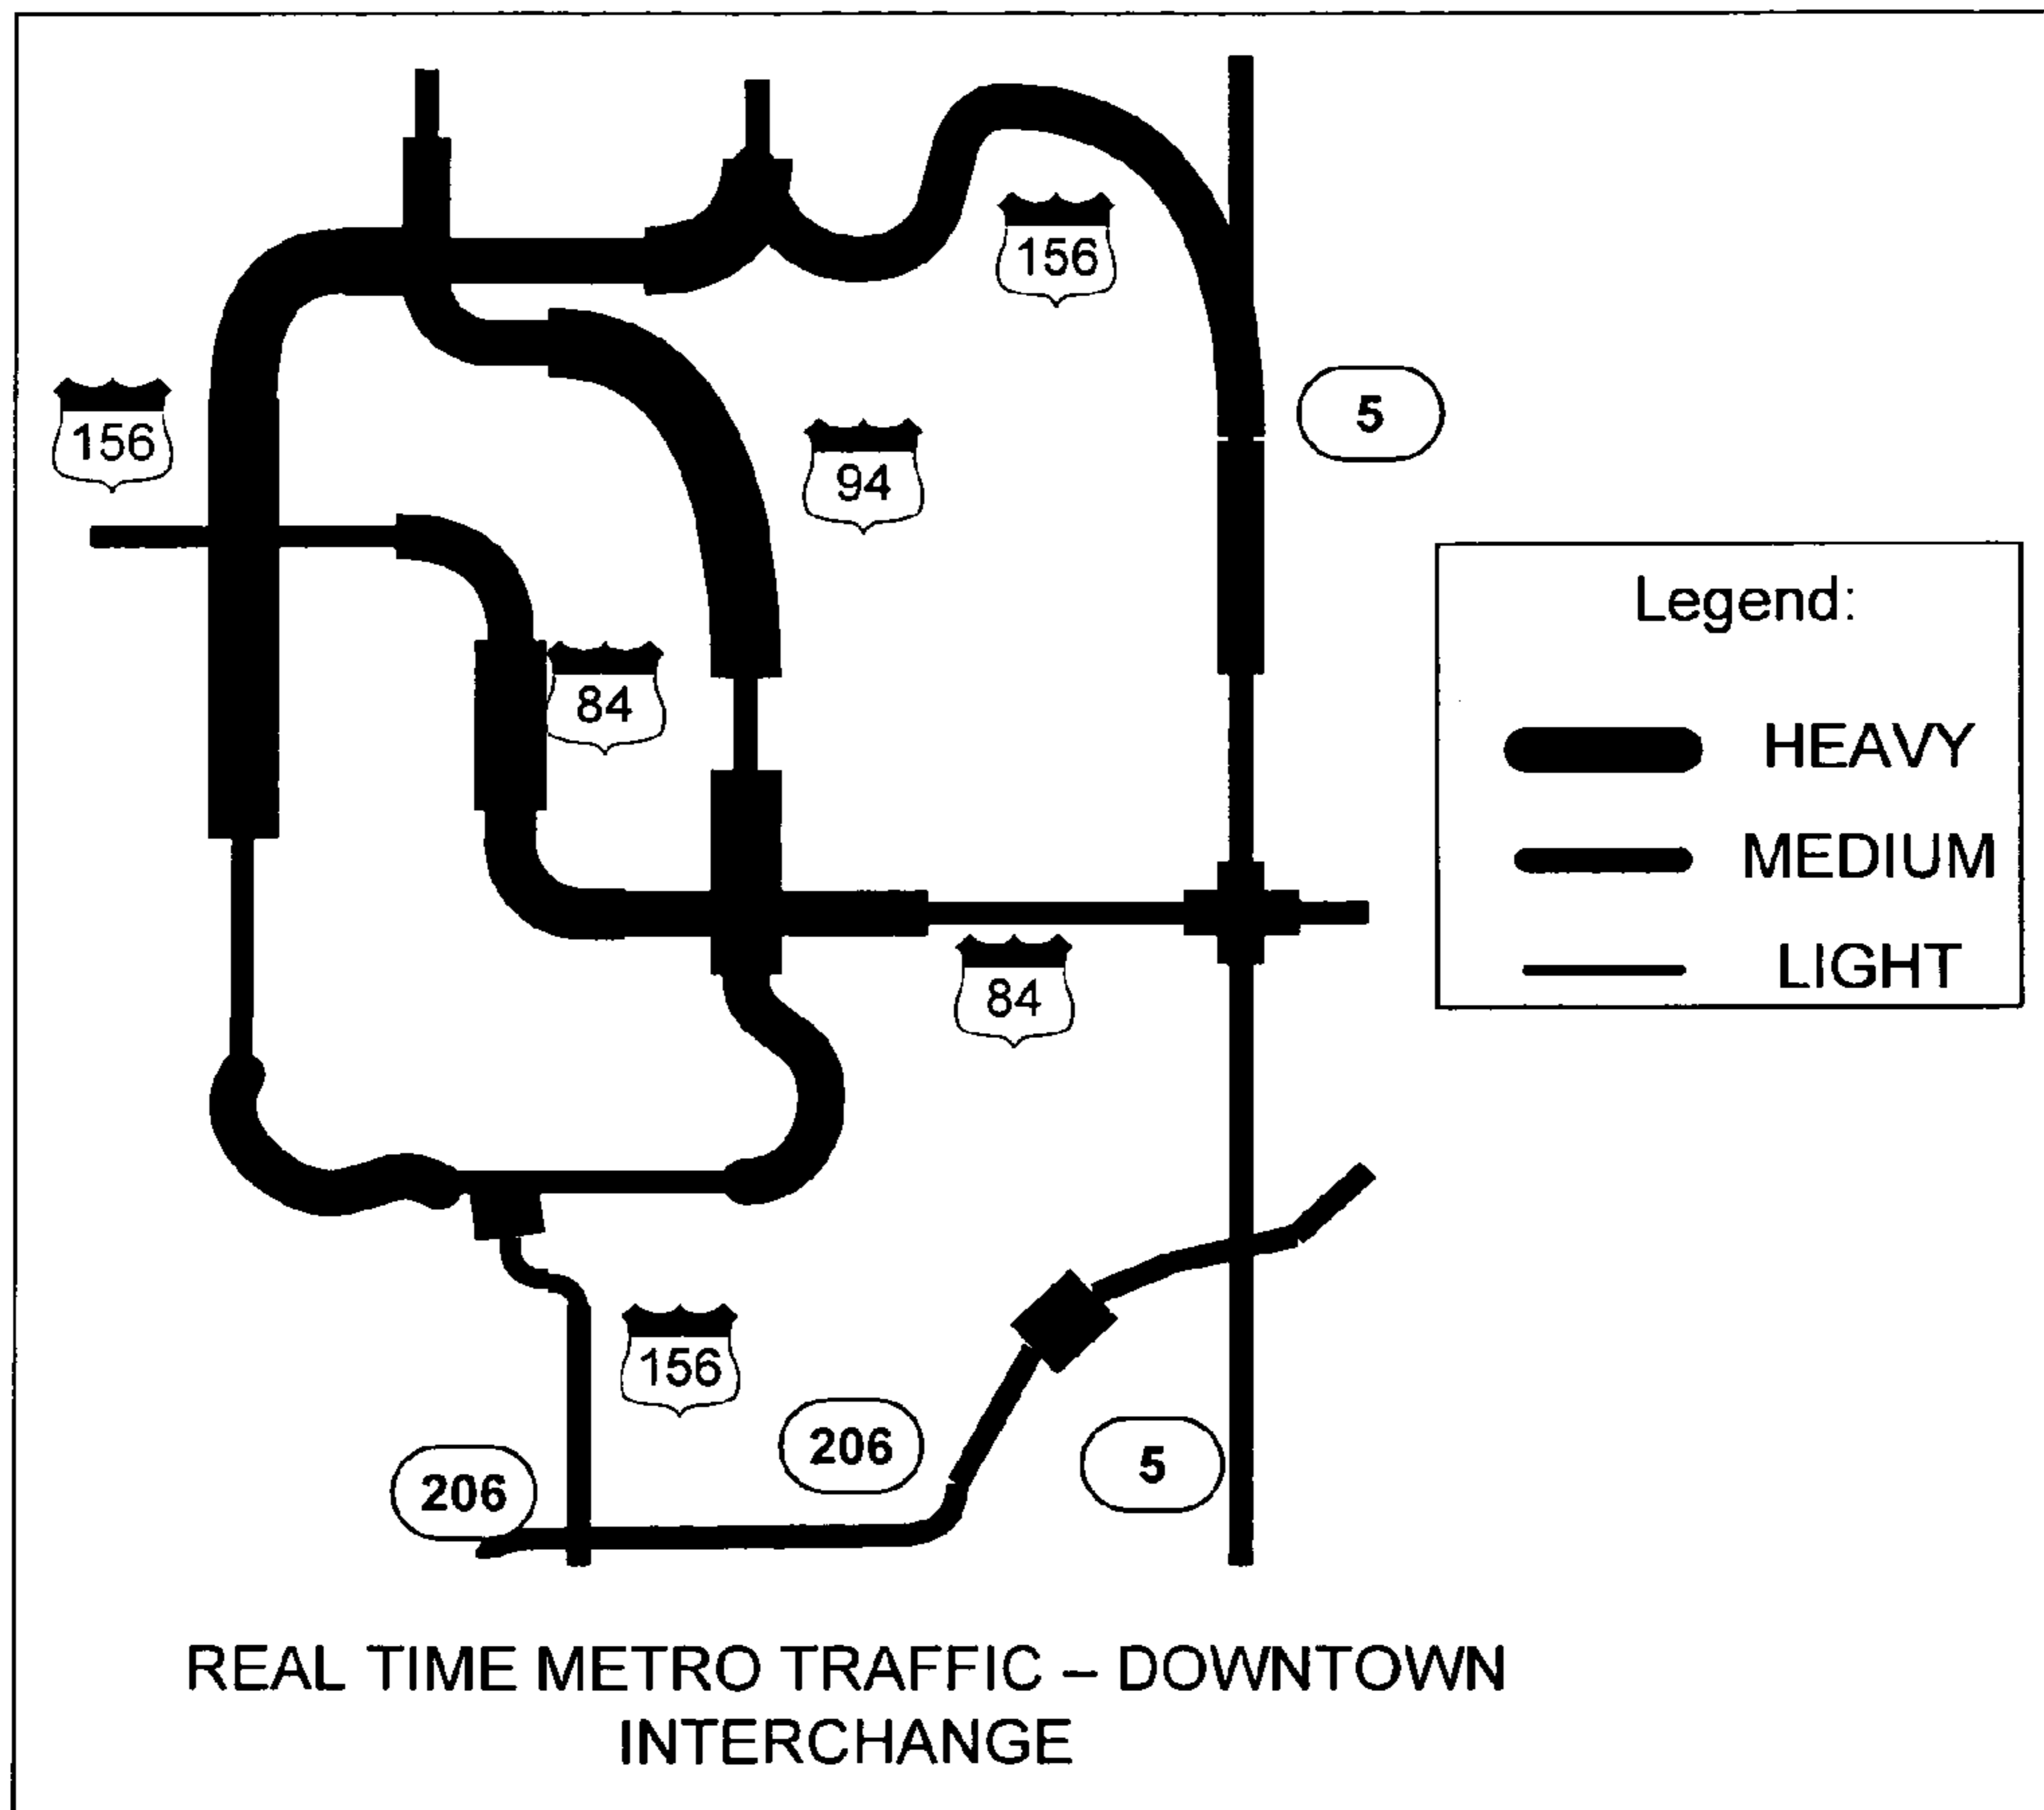 156
156
5
94
Legend:
84
HEAVY
MEDIUM
LIGHT
84
156
206
206
5
REAL TIME METRO TRAFFIC – DOWNTOWN
INTERCHANGE